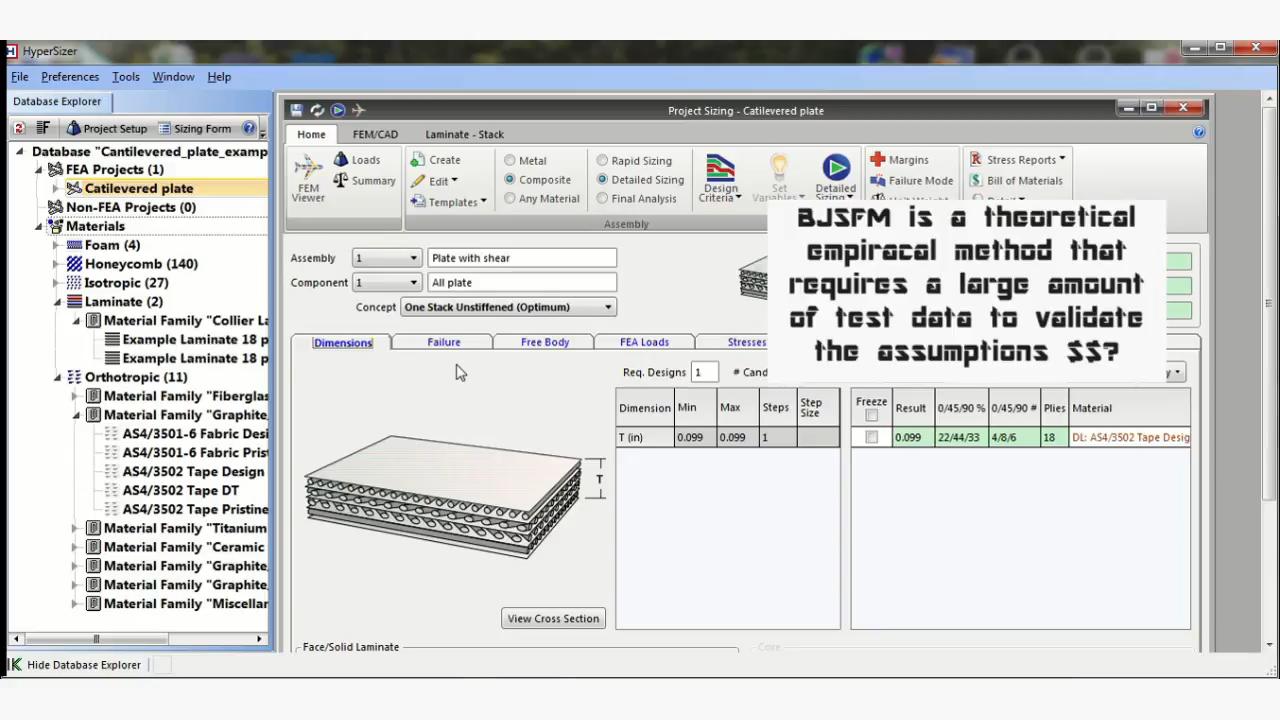 HyperSizer
File Preferences Tools Window Help
Database Explorer
Project Setup Sizing Form
Database "Cantilevered_plate_examp
FEA Projects (1)
Catilevered plate
Non-FEA Projects (0)
Materials
Foam (4)
Honeycomb (140)
Isotropic (27)
Laminate (2)
Material Family "Collier La
Example Laminate 18 p
Example Laminate 18 p
Orthotropic (11)
Material Family "Fiberglas
Material Family "Graphite,
AS4/3501-6 Fabric Desi
AS4/3501-6 Fabric Prist
AS4/3502 Tape Design
AS4/3502 Tape DT
AS4/3502 Tape Pristine
Material Family "Titanium
Material Family "Ceramic
Material Family "Graphite,
Material Family "Graphite,
Material Family "Miscellar
Hide Database Explorer
Project Sizing - Catilevered plate
Home FEM/CAD Laminate - Stack
FEM Viewer
Loads
Summary
Create
Edit
Templates
Metal
Composite
Any Material
Rapid Sizing
Detailed Sizing
Final Analysis
Design Criteria
Set Variables
Detailed Sizing
Margins
Failure Mode
Stress Reports
Bill of Materials
Assembly
BJSFM is a theoretical
empiracal method that
requires a large amount
of test data to validate
the assumptions $$?
Assembly 1 Plate with shear
Component 1 All plate
Concept One Stack Unstiffened (Optimum)
Dimensions Failure Free Body FEA Loads Stresses
Req. Designs 1 # Cand
Dimension Min Max Steps Step Size
T (in) 0.099 0.099 1
Freeze Result 0/45/90 % 0/45/90 # Plies Material
0.099 22/44/33 4/8/6 18 DL: AS4/3502 Tape Desig
T
View Cross Section
Face/Solid Laminate
Core